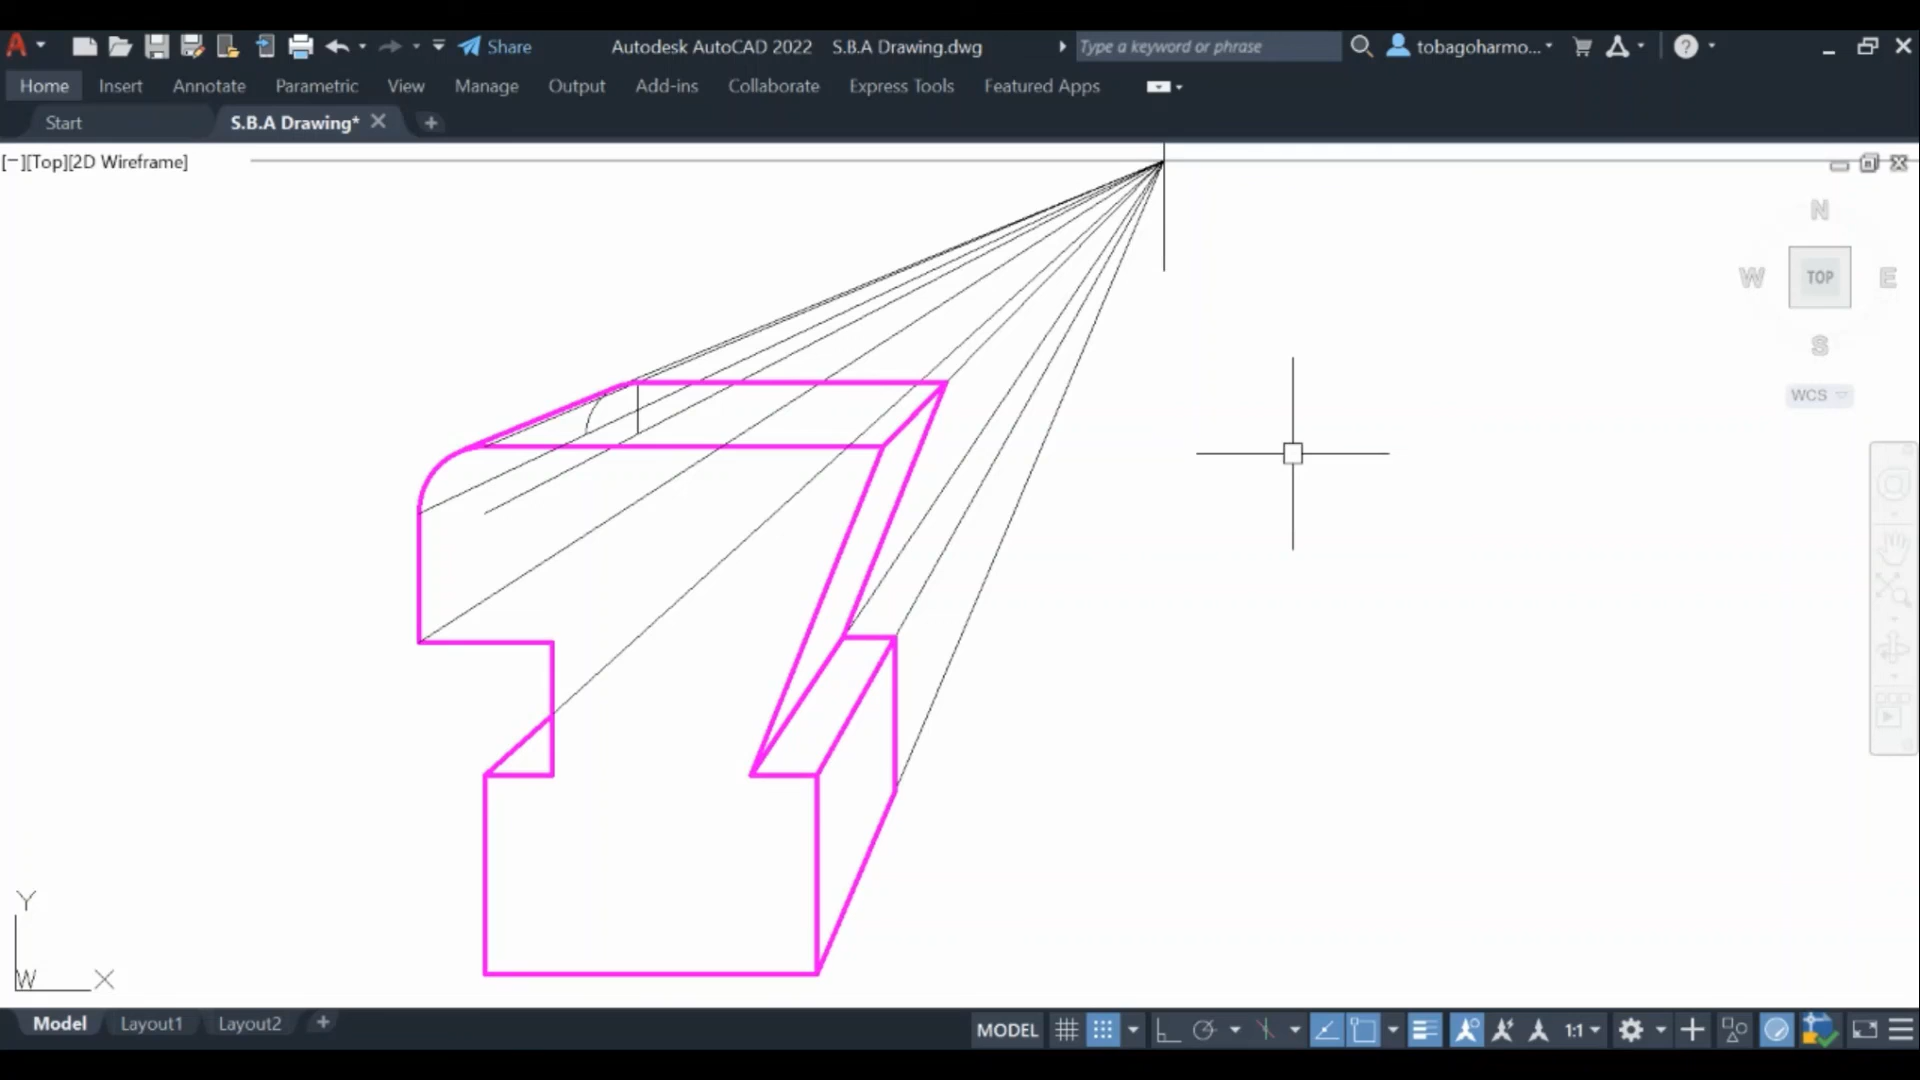 A Share Autodesk AutoCAD 2022 S.B.A Drawing.dwg Type a keyword or phrase tobagoharmo... ?
Home Insert Annotate Parametric View Manage Output Add-ins Collaborate Express Tools Featured Apps
Start S.B.A Drawing* +
[−][Top][2D Wireframe]
N
W TOP E
S
WCS
Y
W X
Model Layout1 Layout2 +
MODEL 1:1